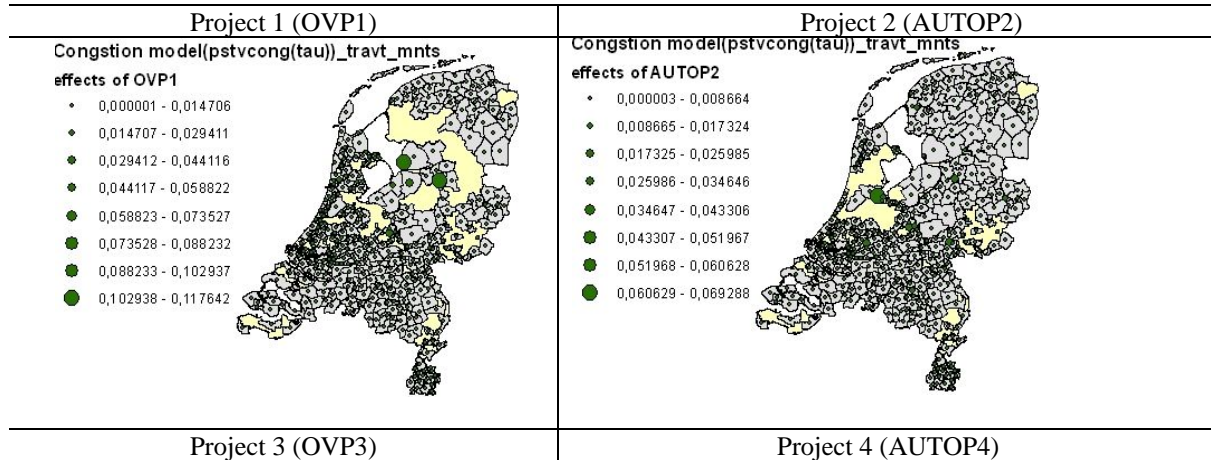 Project 1 (OVP1)
Project 2 (AUTOP2)
Congstion model(pstvcong(tau))_travt_mnts
effects of OVP1
0,000001 - 0,014706
0,014707 - 0,029411
0,029412 - 0,044116
0,044117 - 0,058822
0,058823 - 0,073527
0,073528 - 0,088232
0,088233 - 0,102937
0,102938 - 0,117642
Congstion model(pstvcong(tau))_travt_mnts
effects of AUTOP2
0,000003 - 0,008664
0,008665 - 0,017324
0,017325 - 0,025985
0,025986 - 0,034646
0,034647 - 0,043306
0,043307 - 0,051967
0,051968 - 0,060628
0,060629 - 0,069288
Project 3 (OVP3)
Project 4 (AUTOP4)